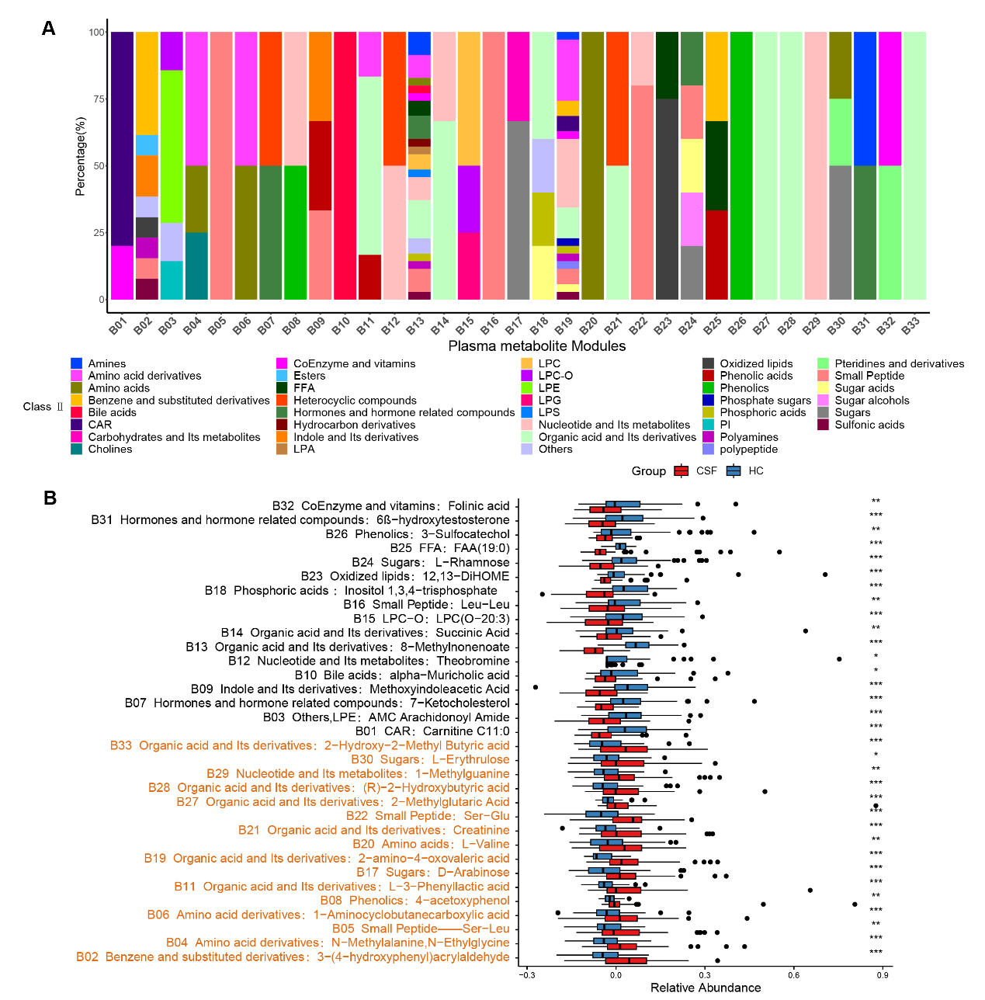 A
Percentage(%)
100
75
50
25
0
B01 B02 B03 B04 B05 B06 B07 B08 B09 B10 B11 B12 B13 B14 B15 B16 B17 B18 B19 B20 B21 B22 B23 B24 B25 B26 B27 B28 B29 B30 B31 B32 B33
Plasma metabolite Modules
Class Ⅱ
Amines
Amino acid derivatives
Amino acids
Benzene and substituted derivatives
Bile acids
CAR
Carbohydrates and Its metabolites
Cholines
CoEnzyme and vitamins
Esters
FFA
Heterocyclic compounds
Hormones and hormone related compounds
Hydrocarbon derivatives
Indole and Its derivatives
LPA
LPC
LPC-O
LPE
LPG
LPS
Nucleotide and Its metabolites
Organic acid and Its derivatives
Others
Oxidized lipids
Phenolic acids
Phenolics
Phosphate sugars
Phosphoric acids
PI
Polyamines
polypeptide
Pteridines and derivatives
Small Peptide
Sugar acids
Sugar alcohols
Sugars
Sulfonic acids
Group CSF HC
B
B32 CoEnzyme and vitamins: Folinic acid **
B31 Hormones and hormone related compounds: 6ß−hydroxytestosterone ***
B26 Phenolics: 3−Sulfocatechol **
B25 FFA: FAA(19:0) ***
B24 Sugars: L−Rhamnose ***
B23 Oxidized lipids: 12,13−DiHOME ***
B18 Phosphoric acids : Inositol 1,3,4−trisphosphate ***
B16 Small Peptide: Leu−Leu **
B15 LPC−O: LPC(O−20:3) ***
B14 Organic acid and Its derivatives: Succinic Acid **
B13 Organic acid and Its derivatives: 8−Methylnonenoate ***
B12 Nucleotide and Its metabolites: Theobromine *
B10 Bile acids: alpha−Muricholic acid *
B09 Indole and Its derivatives: Methoxyindoleacetic Acid ***
B07 Hormones and hormone related compounds: 7−Ketocholesterol ***
B03 Others,LPE: AMC Arachidonoyl Amide ***
B01 CAR: Carnitine C11:0 ***
B33 Organic acid and Its derivatives: 2−Hydroxy−2−Methyl Butyric acid ***
B30 Sugars: L−Erythrulose *
B29 Nucleotide and Its metabolites: 1−Methylguanine **
B28 Organic acid and Its derivatives: (R)−2−Hydroxybutyric acid ***
B27 Organic acid and Its derivatives: 2−Methylglutaric Acid ***
B22 Small Peptide: Ser−Glu ***
B21 Organic acid and Its derivatives: Creatinine ***
B20 Amino acids: L−Valine **
B19 Organic acid and Its derivatives: 2−amino−4−oxovaleric acid ***
B17 Sugars: D−Arabinose ***
B11 Organic acid and Its derivatives: L−3−Phenyllactic acid ***
B08 Phenolics: 4−acetoxyphenol **
B06 Amino acid derivatives: 1−Aminocyclobutanecarboxylic acid ***
B05 Small Peptide——Ser−Leu **
B04 Amino acid derivatives: N−Methylalanine,N−Ethylglycine ***
B02 Benzene and substituted derivatives: 3−(4−hydroxyphenyl)acrylaldehyde ***
−0.3 0.0 0.3 0.6 0.9
Relative Abundance